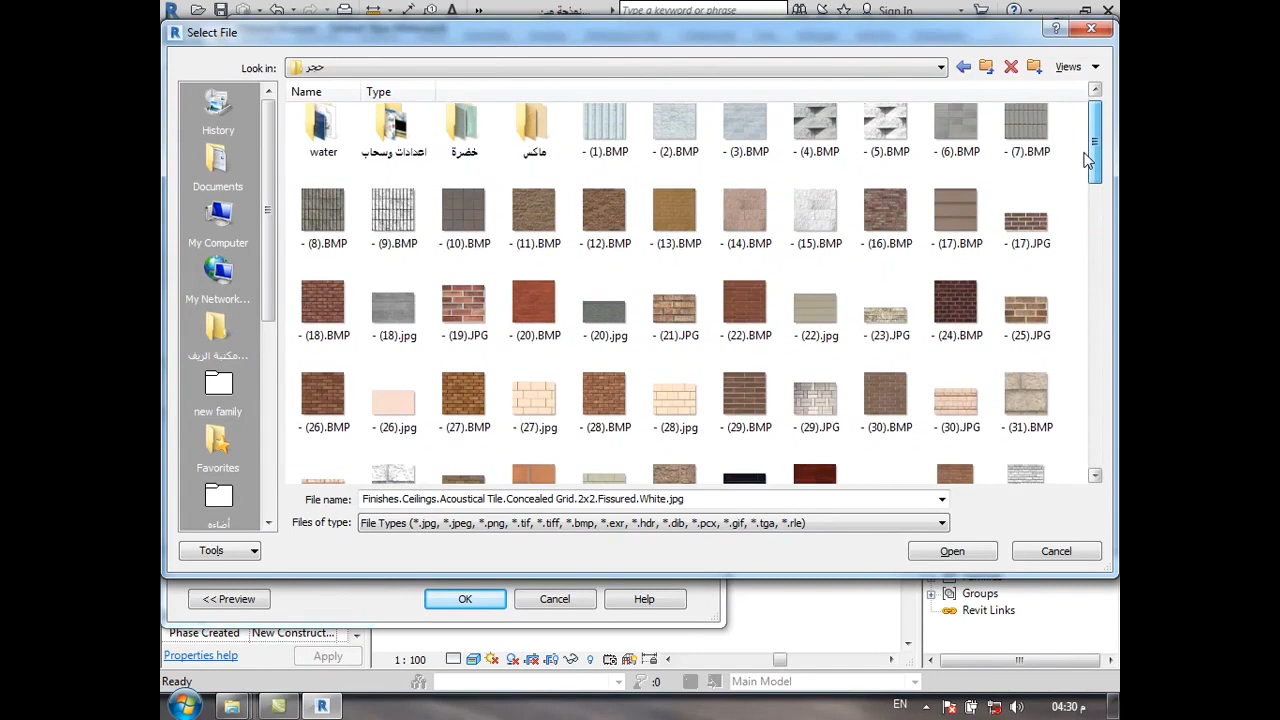 Type a keyword or phrase
Sign In
Select File
Look in:
حجر
Views
Name
Type
History
Documents
My Computer
My Network...
مكتبة الريف...
new family
Favorites
أضاءة
water
اعدادات وسحاب
خضرة
ماكس
- (1).BMP
- (2).BMP
- (3).BMP
- (4).BMP
- (5).BMP
- (6).BMP
- (7).BMP
- (8).BMP
- (9).BMP
- (10).BMP
- (11).BMP
- (12).BMP
- (13).BMP
- (14).BMP
- (15).BMP
- (16).BMP
- (17).BMP
- (17).JPG
- (18).BMP
- (18).jpg
- (19).JPG
- (20).BMP
- (20).jpg
- (21).JPG
- (22).BMP
- (22).jpg
- (23).JPG
- (24).BMP
- (25).JPG
- (26).BMP
- (26).jpg
- (27).BMP
- (27).jpg
- (28).BMP
- (28).jpg
- (29).BMP
- (29).JPG
- (30).BMP
- (30).JPG
- (31).BMP
File name:
Finishes.Ceilings.Acoustical Tile.Concealed Grid.2x2.Fissured.White.jpg
Files of type:
File Types (*.jpg, *.jpeg, *.png, *.tif, *.tiff, *.bmp, *.exr, *.hdr, *.dib, *.pcx, *.gif, *.tga, *.rle)
Tools
Open
Cancel
<< Preview
OK
Cancel
Help
Groups
Revit Links
Phase Created
New Construct...
Properties help
Apply
1 : 100
Ready
:0
Main Model
EN
04:30 م